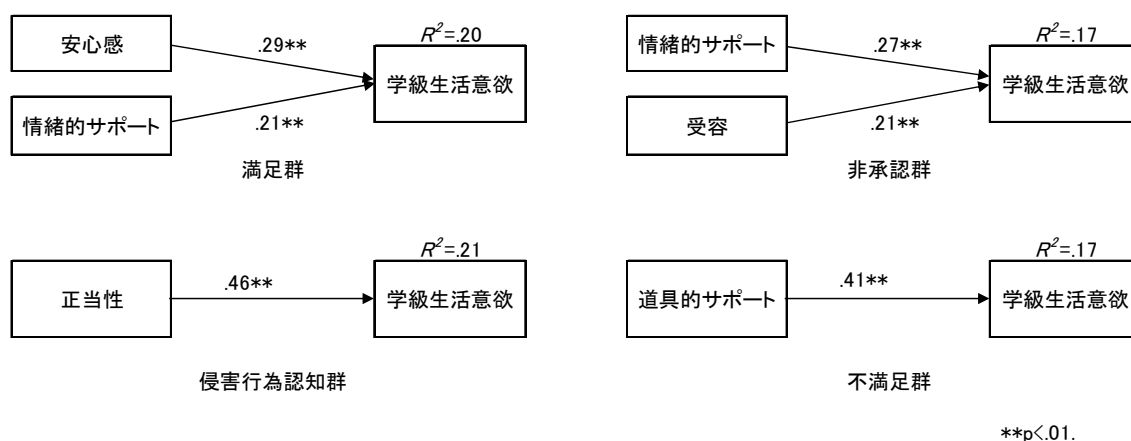 安心感
.29**
R²=.20
学級生活意欲
情緒的サポート
.21**
満足群
情緒的サポート
.27**
R²=.17
学級生活意欲
受容
.21**
非承認群
正当性
.46**
R²=.21
学級生活意欲
侵害行為認知群
道具的サポート
.41**
R²=.17
学級生活意欲
不満足群
**p<.01.